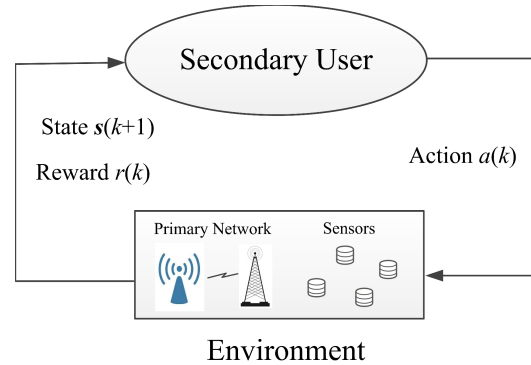 Secondary User
State s(k+1)
Reward r(k)
Action a(k)
Primary Network
Sensors
Environment